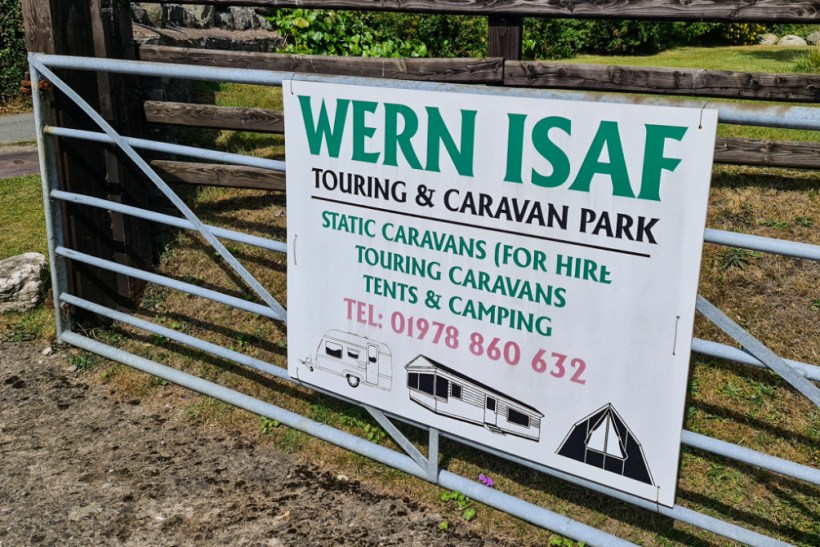 WERN ISAF
TOURING & CARAVAN PARK
STATIC CARAVANS (FOR HIRE
TOURING CARAVANS
TENTS & CAMPING
TEL: 01978 860 632